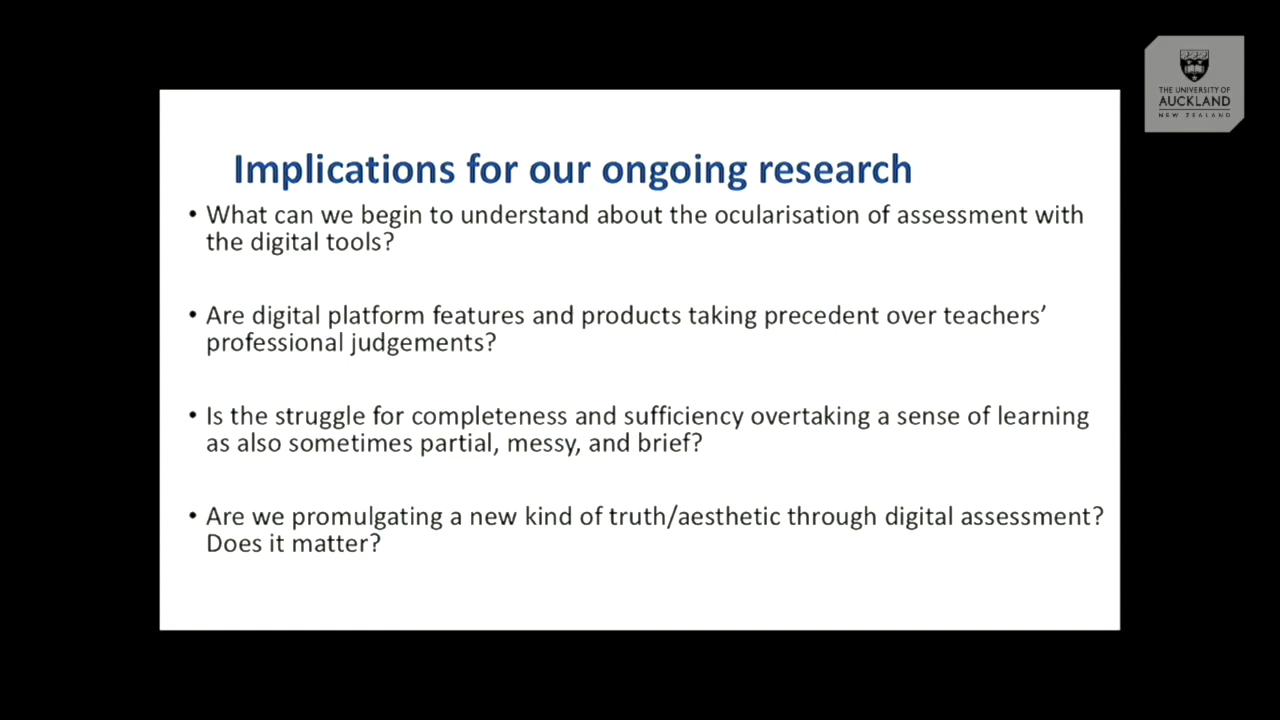 THE UNIVERSITY OF
AUCKLAND
NEW ZEALAND
Implications for our ongoing research
• What can we begin to understand about the ocularisation of assessment with
the digital tools?
• Are digital platform features and products taking precedent over teachers’
professional judgements?
• Is the struggle for completeness and sufficiency overtaking a sense of learning
as also sometimes partial, messy, and brief?
• Are we promulgating a new kind of truth/aesthetic through digital assessment?
Does it matter?